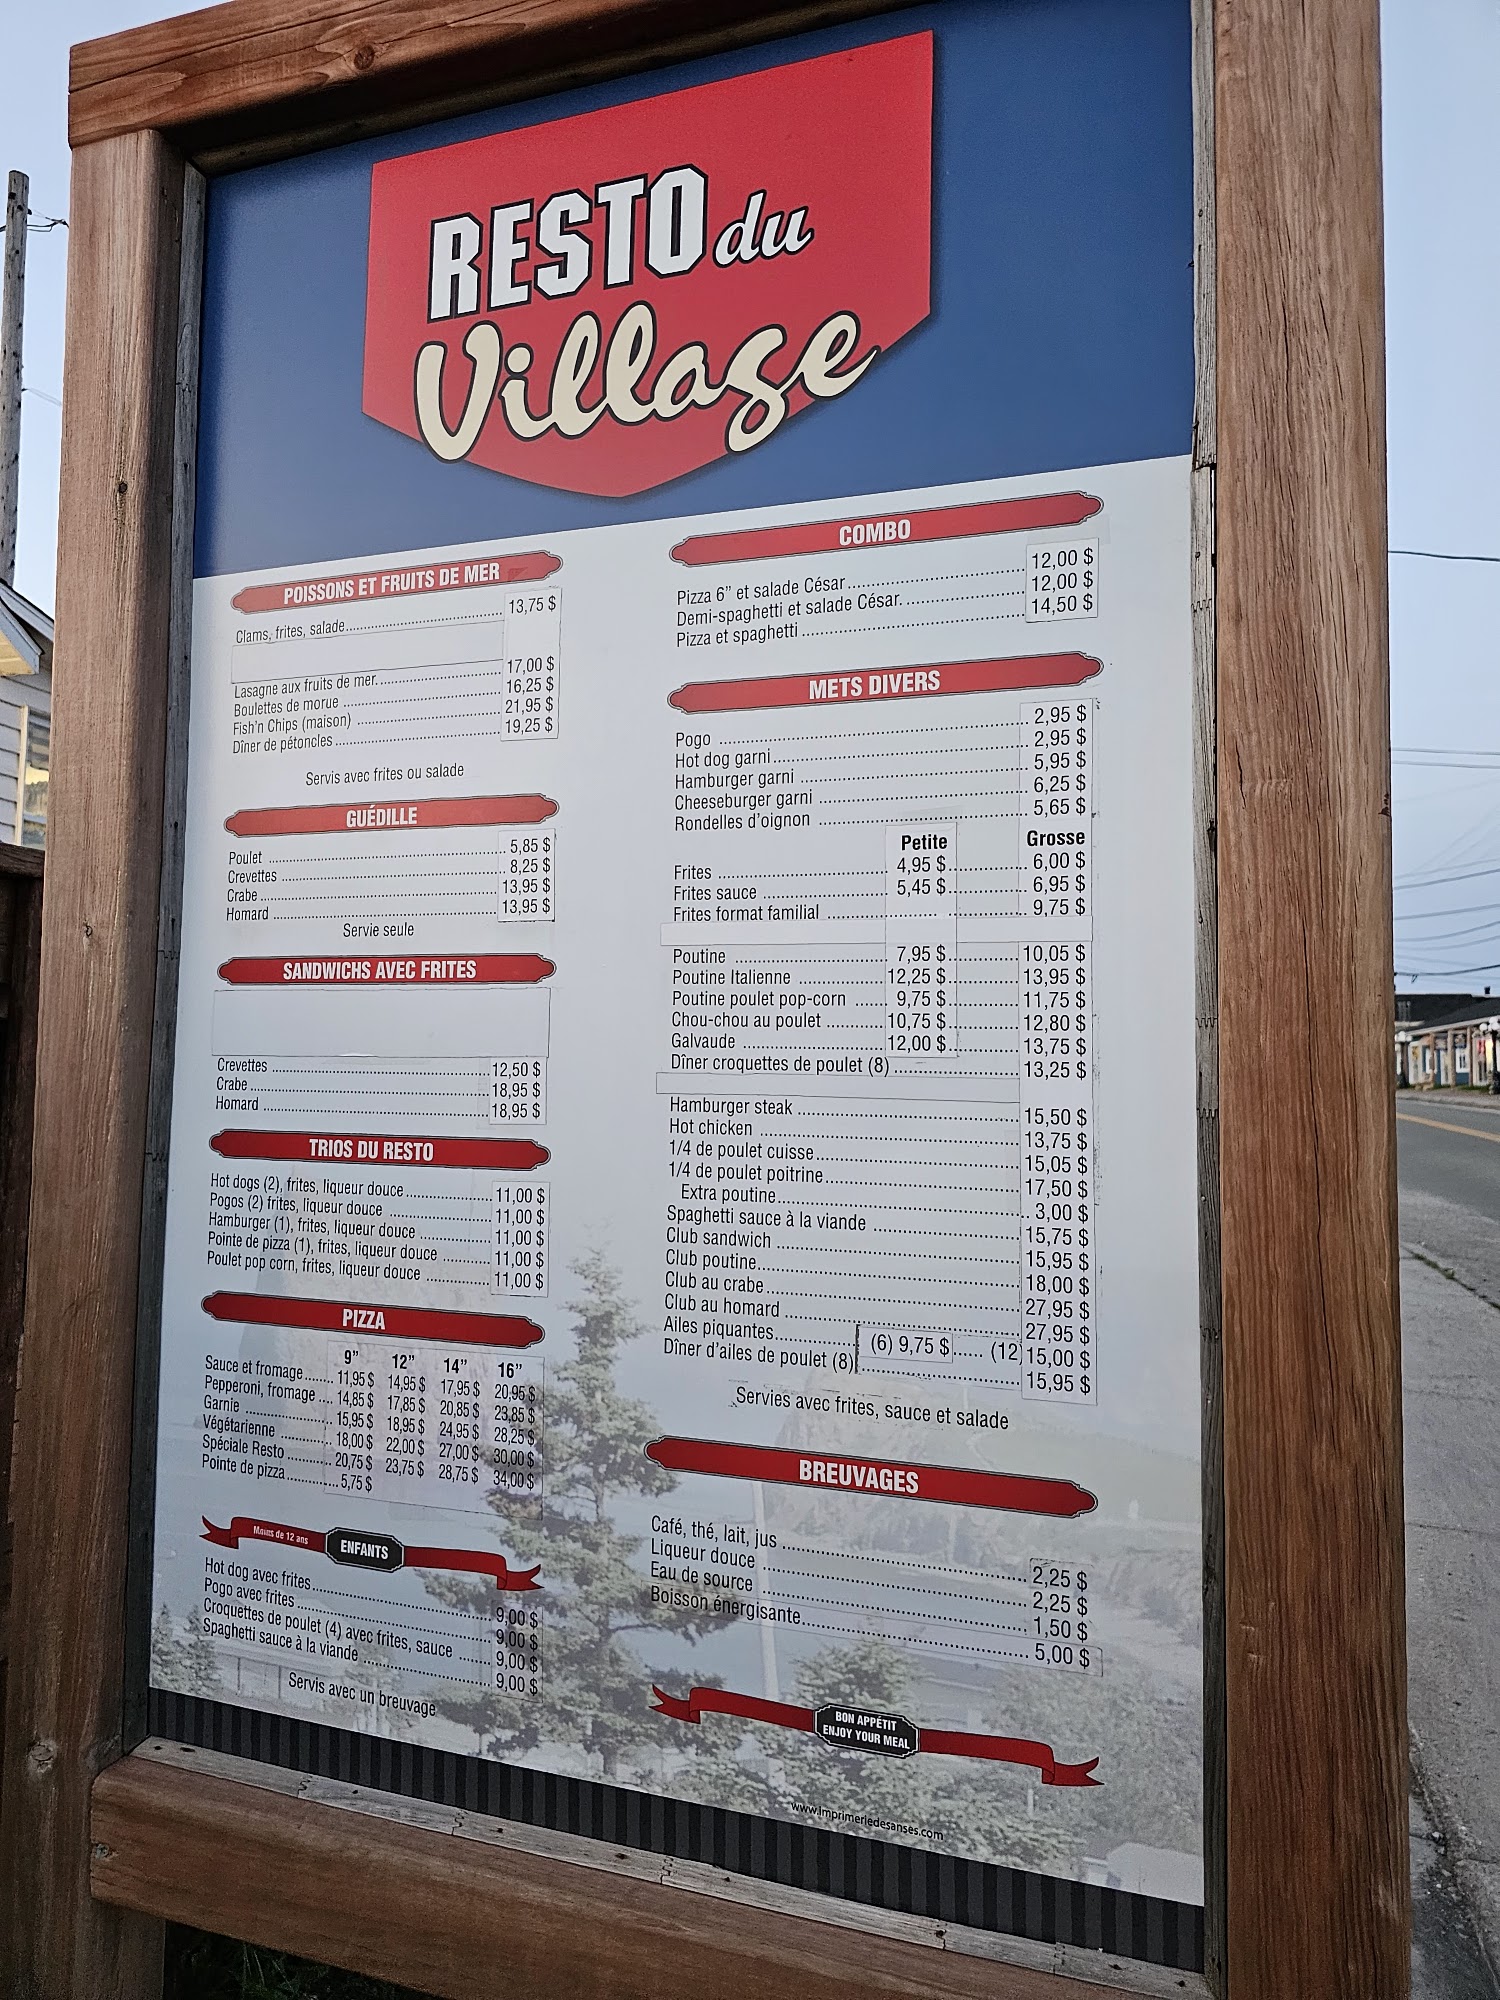 RESTO du
Village
POISSONS ET FRUITS DE MER
Clams, frites, salade 13,75 $
Lasagne aux fruits de mer 17,00 $
Boulettes de morue 16,25 $
Fish'n Chips (maison) 21,95 $
Dîner de pétoncles 19,25 $
Servis avec frites ou salade
GUÉDILLE
Poulet 5,85 $
Crevettes 8,25 $
Crabe 13,95 $
Homard 13,95 $
Servie seule
SANDWICHS AVEC FRITES
Crevettes 12,50 $
Crabe 18,95 $
Homard 18,95 $
TRIOS DU RESTO
Hot dogs (2), frites, liqueur douce 11,00 $
Pogos (2) frites, liqueur douce 11,00 $
Hamburger (1), frites, liqueur douce 11,00 $
Pointe de pizza (1), frites, liqueur douce 11,00 $
Poulet pop corn, frites, liqueur douce 11,00 $
PIZZA
9” 12” 14” 16”
Sauce et fromage 11,95 $ 14,95 $ 17,95 $ 20,95 $
Pepperoni, fromage 14,85 $ 17,85 $ 20,85 $ 23,85 $
Garnie 15,95 $ 18,95 $ 24,95 $ 28,25 $
Végétarienne 18,00 $ 22,00 $ 27,00 $ 30,00 $
Spéciale Resto 20,75 $ 23,75 $ 28,75 $ 34,00 $
Pointe de pizza 5,75 $
Moins de 12 ans ENFANTS
Hot dog avec frites 9,00 $
Pogo avec frites 9,00 $
Croquettes de poulet (4) avec frites, sauce 9,00 $
Spaghetti sauce à la viande 9,00 $
Servis avec un breuvage
COMBO
Pizza 6” et salade César 12,00 $
Demi-spaghetti et salade César 12,00 $
Pizza et spaghetti 14,50 $
METS DIVERS
Pogo 2,95 $
Hot dog garni 2,95 $
Hamburger garni 5,95 $
Cheeseburger garni 6,25 $
Rondelles d'oignon 5,65 $
Petite Grosse
Frites 4,95 $ 6,00 $
Frites sauce 5,45 $ 6,95 $
Frites format familial 9,75 $
Poutine 7,95 $ 10,05 $
Poutine Italienne 12,25 $ 13,95 $
Poutine poulet pop-corn 9,75 $ 11,75 $
Chou-chou au poulet 10,75 $ 12,80 $
Galvaude 12,00 $ 13,75 $
Dîner croquettes de poulet (8) 13,25 $
Hamburger steak 15,50 $
Hot chicken 13,75 $
1/4 de poulet cuisse 15,05 $
1/4 de poulet poitrine 17,50 $
Extra poutine 3,00 $
Spaghetti sauce à la viande 15,75 $
Club sandwich 15,95 $
Club poutine 18,00 $
Club au crabe 27,95 $
Club au homard 27,95 $
Ailes piquantes (6) 9,75 $ (12) 15,00 $
Dîner d'ailes de poulet (8) 15,95 $
Servies avec frites, sauce et salade
BREUVAGES
Café, thé, lait, jus 2,25 $
Liqueur douce 2,25 $
Eau de source 1,50 $
Boisson énergisante 5,00 $
BON APPÉTIT
ENJOY YOUR MEAL
www.imprimeriedesanses.com